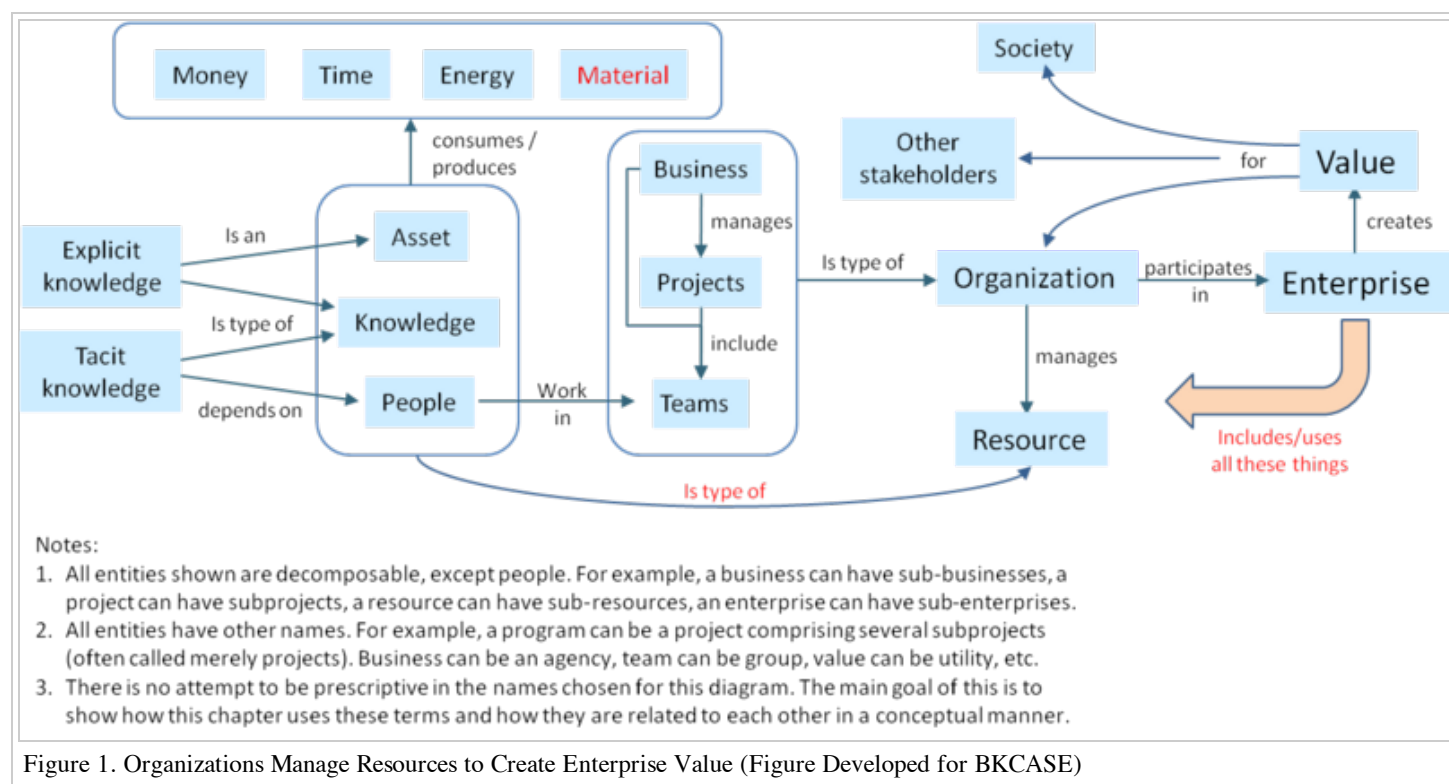 Money
Time
Energy
Material
Society
consumes /
produces
Business
Other
stakeholders
for
Value
manages
creates
Explicit
knowledge
Is an
Asset
Is type of
Organization
participates
in
Enterprise
Projects
Is type of
Knowledge
include
manages
Tacit
knowledge
depends on
People
Work
in
Teams
Resource
Includes/uses
all these things
Is type of
Notes:
1. All entities shown are decomposable, except people. For example, a business can have sub-businesses, a
project can have subprojects, a resource can have sub-resources, an enterprise can have sub-enterprises.
2. All entities have other names. For example, a program can be a project comprising several subprojects
(often called merely projects). Business can be an agency, team can be group, value can be utility, etc.
3. There is no attempt to be prescriptive in the names chosen for this diagram. The main goal of this is to
show how this chapter uses these terms and how they are related to each other in a conceptual manner.
Figure 1. Organizations Manage Resources to Create Enterprise Value (Figure Developed for BKCASE)